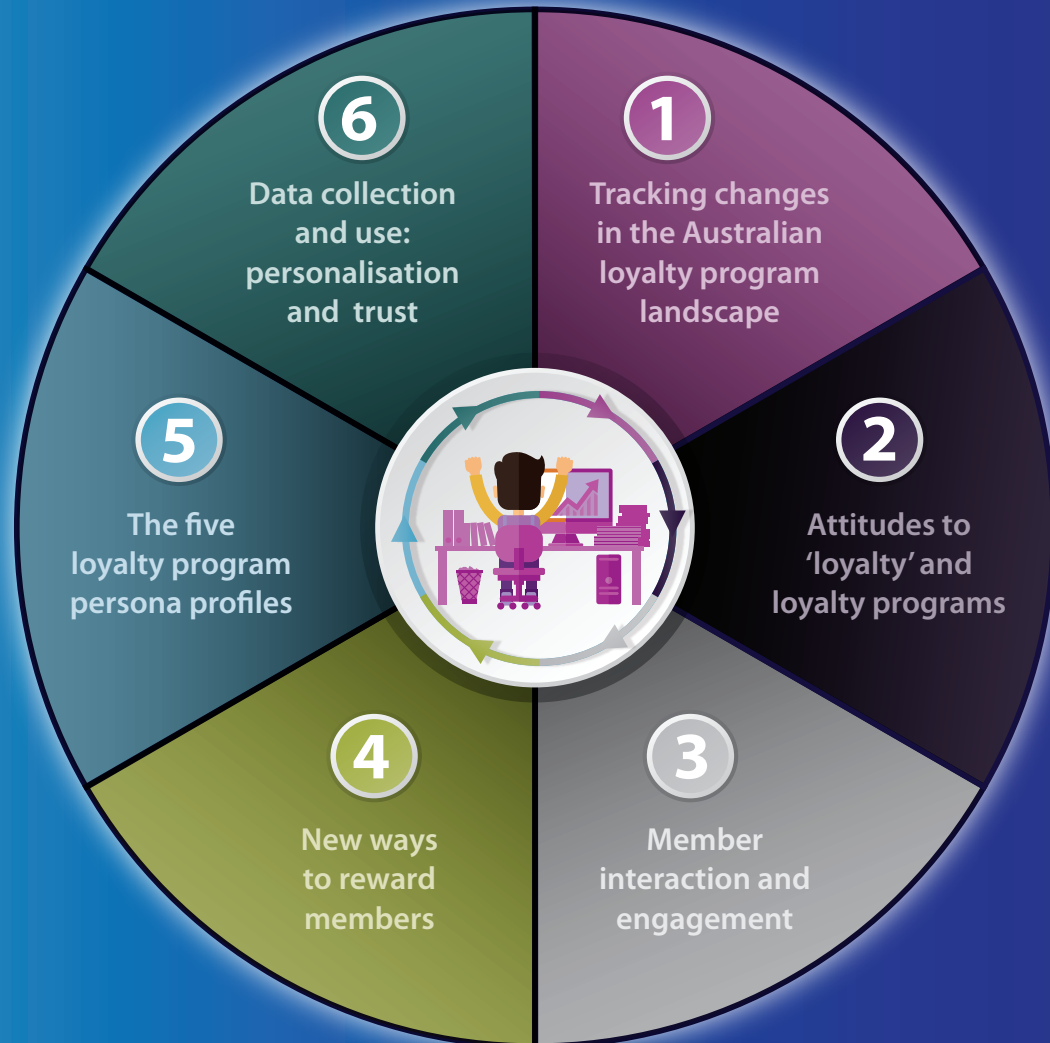 1
Tracking changes
in the Australian
loyalty program
landscape
2
Attitudes to
‘loyalty’ and
loyalty programs
3
Member
interaction and
engagement
4
New ways
to reward
members
5
The five
loyalty program
persona profiles
6
Data collection
and use:
personalisation
and trust